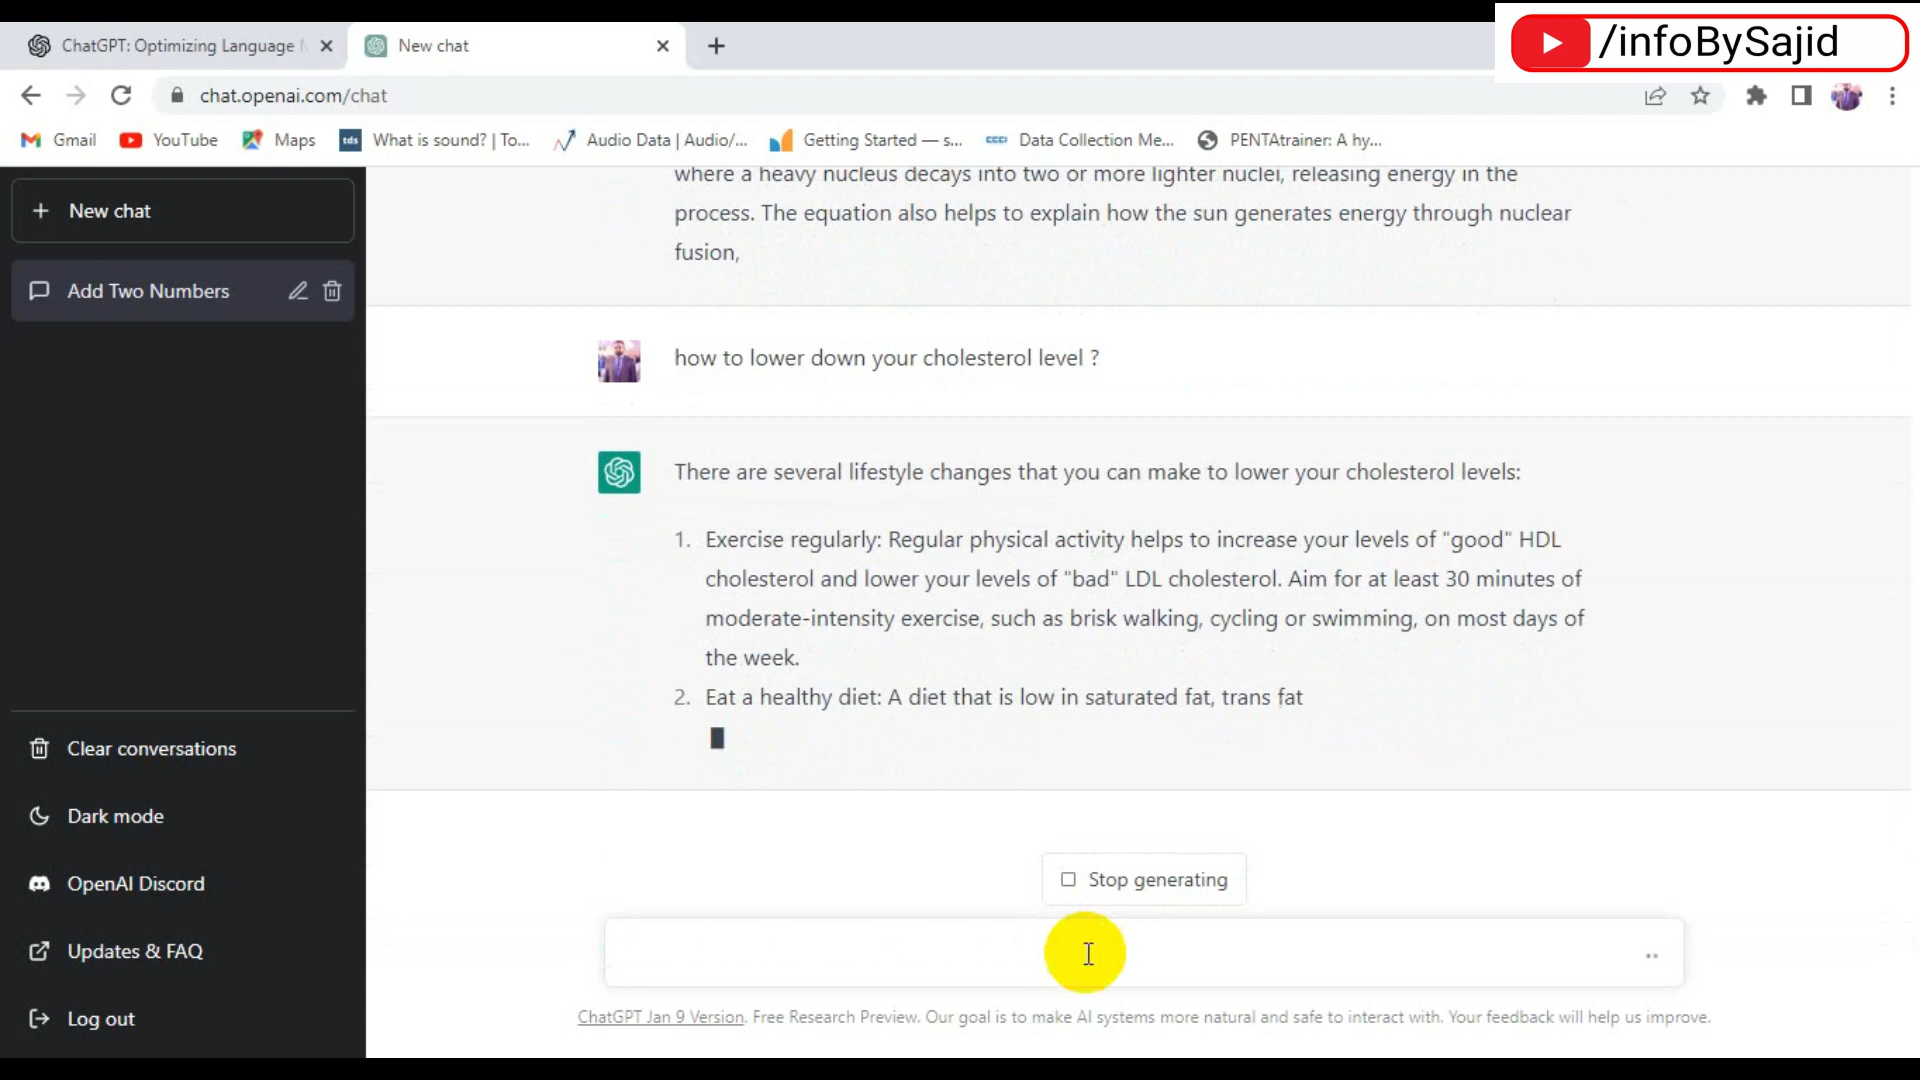 /infoBySajid
ChatGPT: Optimizing Language
New chat
chat.openai.com/chat
Gmail
YouTube
Maps
tds
What is sound? | To...
Audio Data | Audio/...
Getting Started — s...
Data Collection Me...
PENTAtrainer: A hy...
New chat
Add Two Numbers
Clear conversations
Dark mode
OpenAI Discord
Updates & FAQ
Log out
where a heavy nucleus decays into two or more lighter nuclei, releasing energy in the
process. The equation also helps to explain how the sun generates energy through nuclear
fusion,
how to lower down your cholesterol level ?
There are several lifestyle changes that you can make to lower your cholesterol levels:
1. Exercise regularly: Regular physical activity helps to increase your levels of "good" HDL
cholesterol and lower your levels of "bad" LDL cholesterol. Aim for at least 30 minutes of
moderate-intensity exercise, such as brisk walking, cycling or swimming, on most days of
the week.
2. Eat a healthy diet: A diet that is low in saturated fat, trans fat
Stop generating
ChatGPT Jan 9 Version. Free Research Preview. Our goal is to make AI systems more natural and safe to interact with. Your feedback will help us improve.